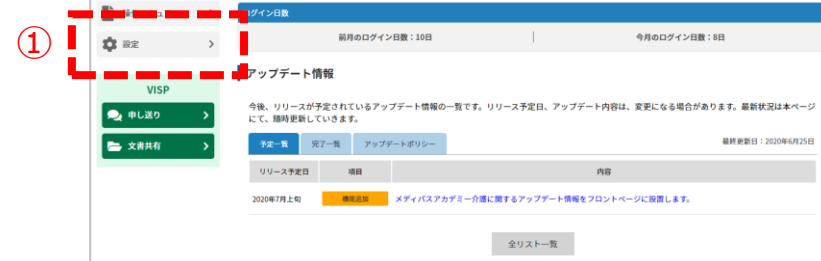 ログイン日数
①
設定
前月のログイン日数：10日
今月のログイン日数：8日
アップデート情報
VISP
今後、リリースが予定されているアップデート情報の一覧です。リリース予定日、アップデート内容は、変更になる場合があります。最新状況は本ページ
にて、随時更新していきます。
申し送り
文書共有
予定一覧
完了一覧
アップデートポリシー
最終更新日：2020年6月25日
リリース予定日
項目
内容
2020年7月上旬
機能追加
メディパスアカデミー介護に関するアップデート情報をフロントページに設置します。
全リスト一覧